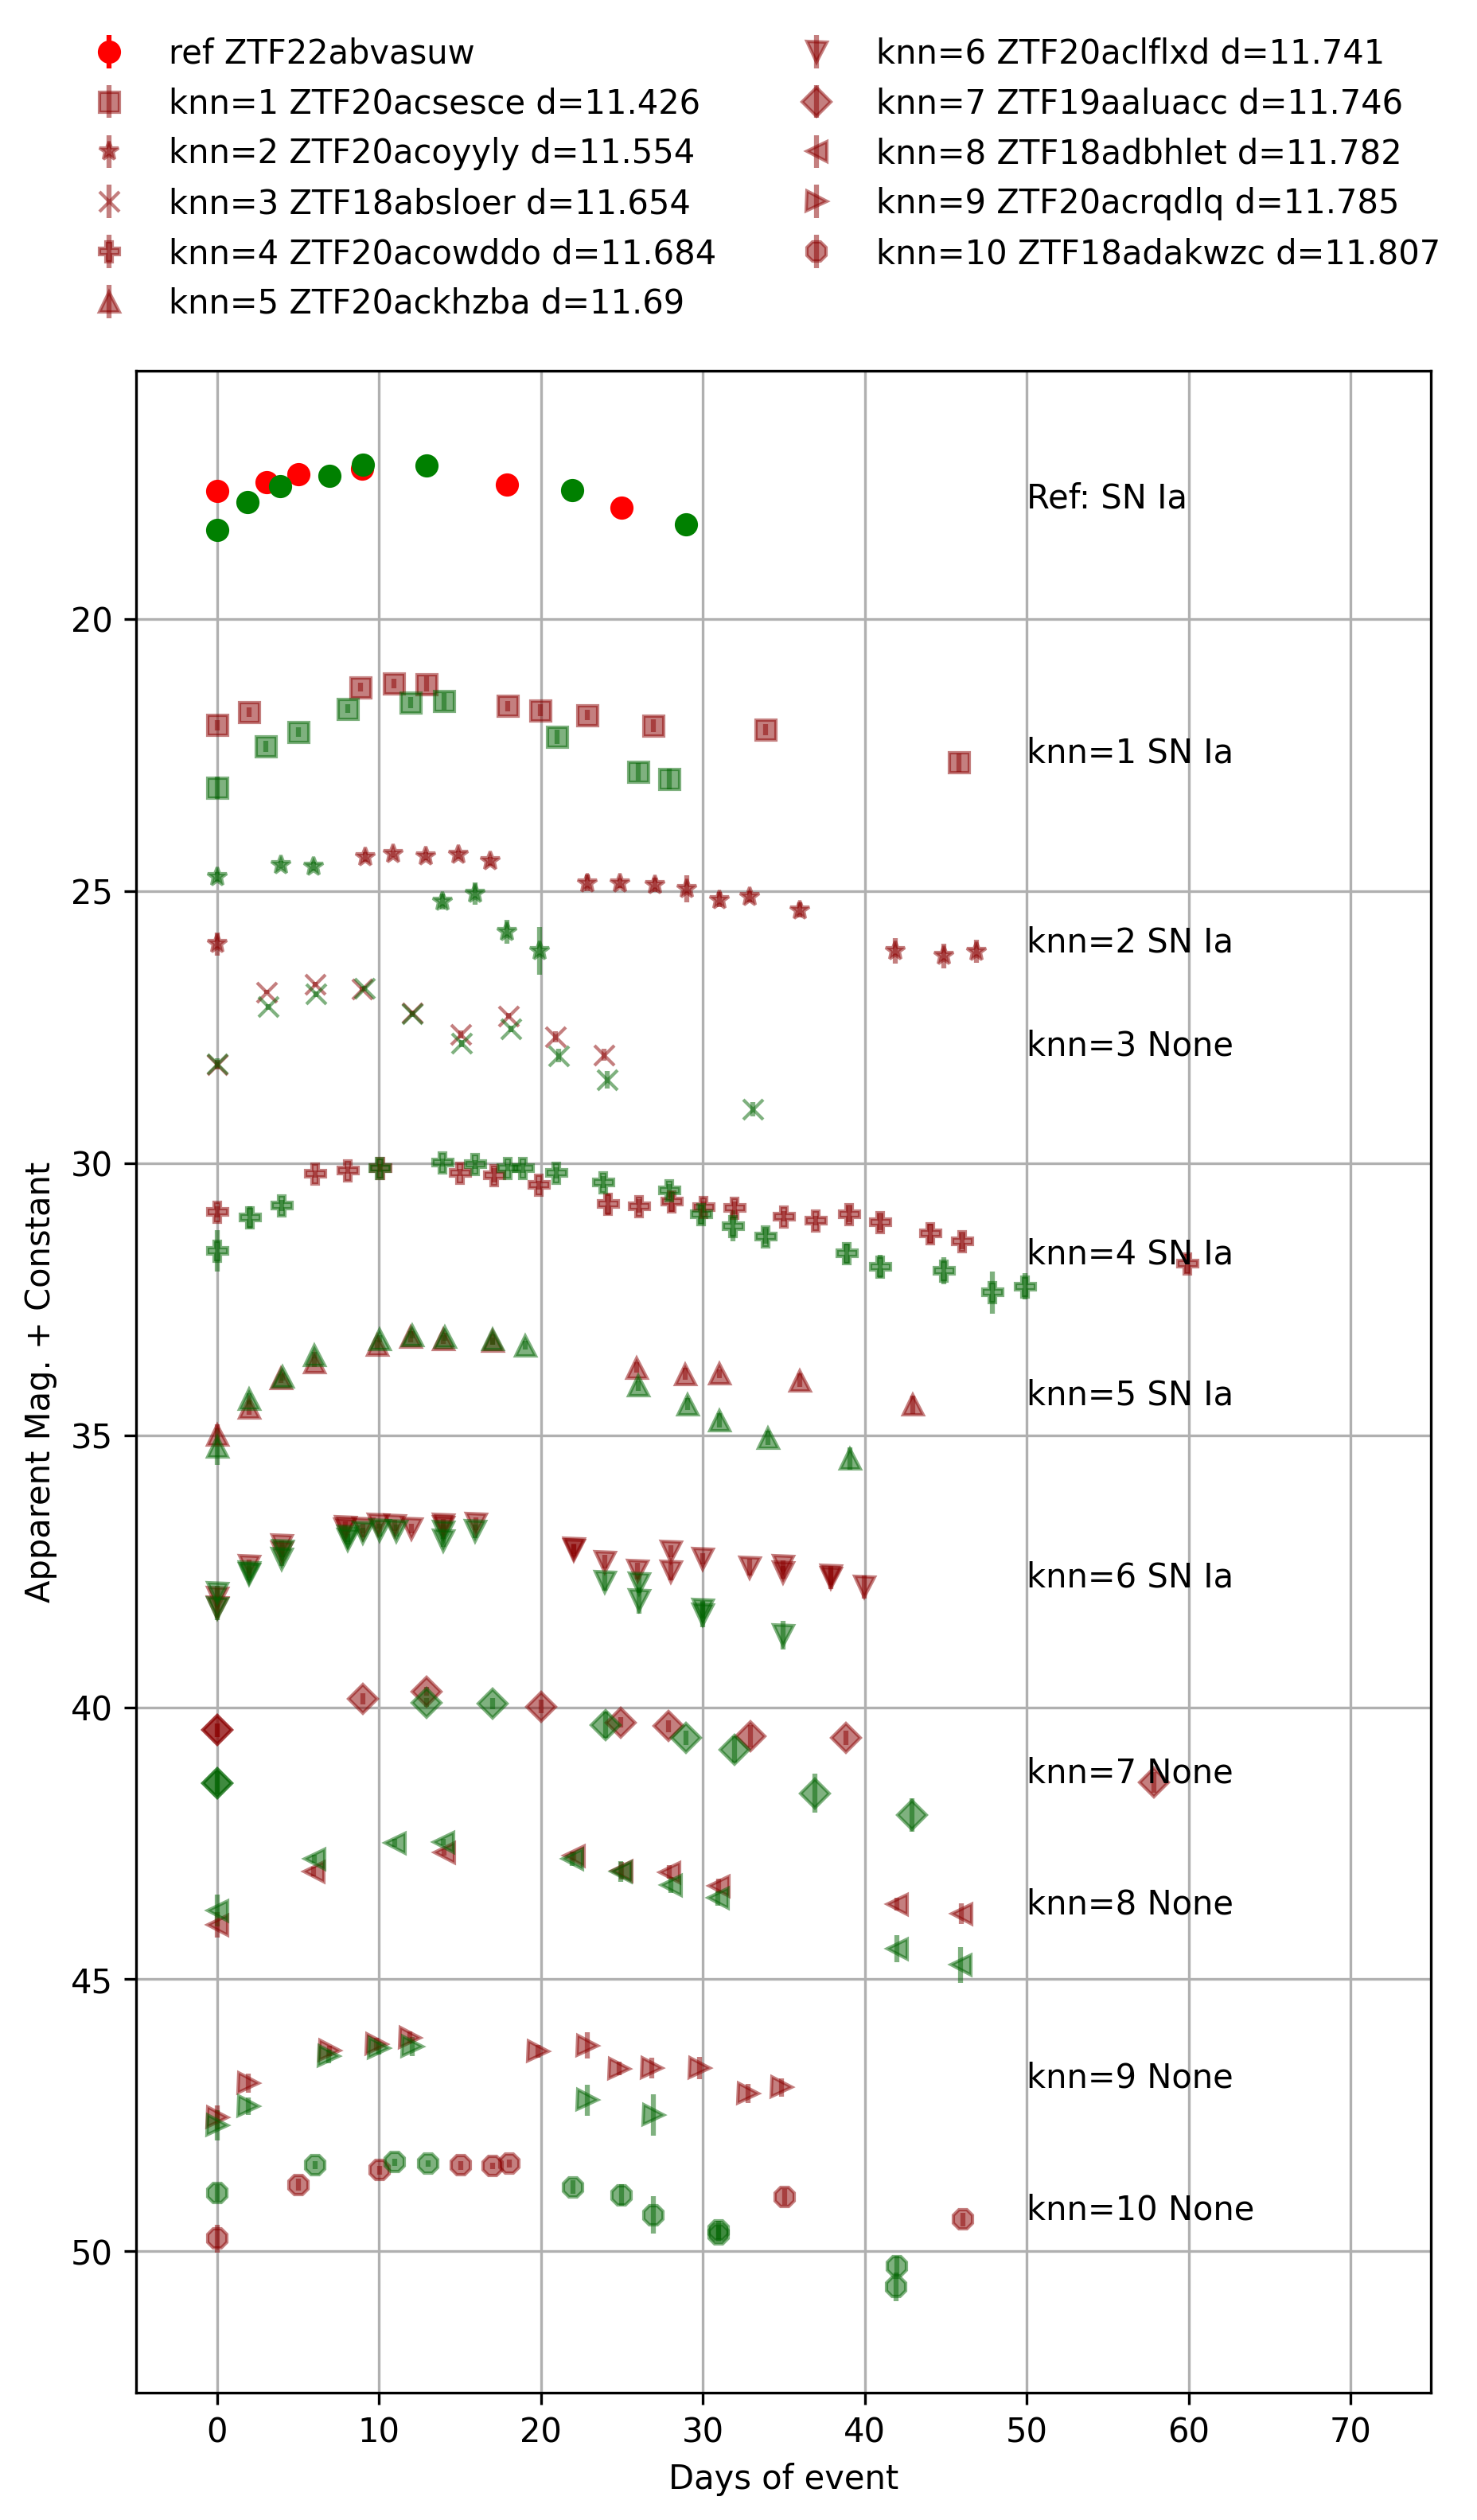 ref ZTF22abvasuw
knn=1 ZTF20acsesce d=11.426
knn=2 ZTF20acoyyly d=11.554
knn=3 ZTF18absloer d=11.654
knn=4 ZTF20acowddo d=11.684
knn=5 ZTF20ackhzba d=11.69
knn=6 ZTF20aclflxd d=11.741
knn=7 ZTF19aaluacc d=11.746
knn=8 ZTF18adbhlet d=11.782
knn=9 ZTF20acrqdlq d=11.785
knn=10 ZTF18adakwzc d=11.807
Ref: SN Ia
knn=1 SN Ia
knn=2 SN Ia
knn=3 None
knn=4 SN Ia
knn=5 SN Ia
knn=6 SN Ia
knn=7 None
knn=8 None
knn=9 None
knn=10 None
Apparent Mag. + Constant
20
25
30
35
40
45
50
0 10 20 30 40 50 60 70
Days of event